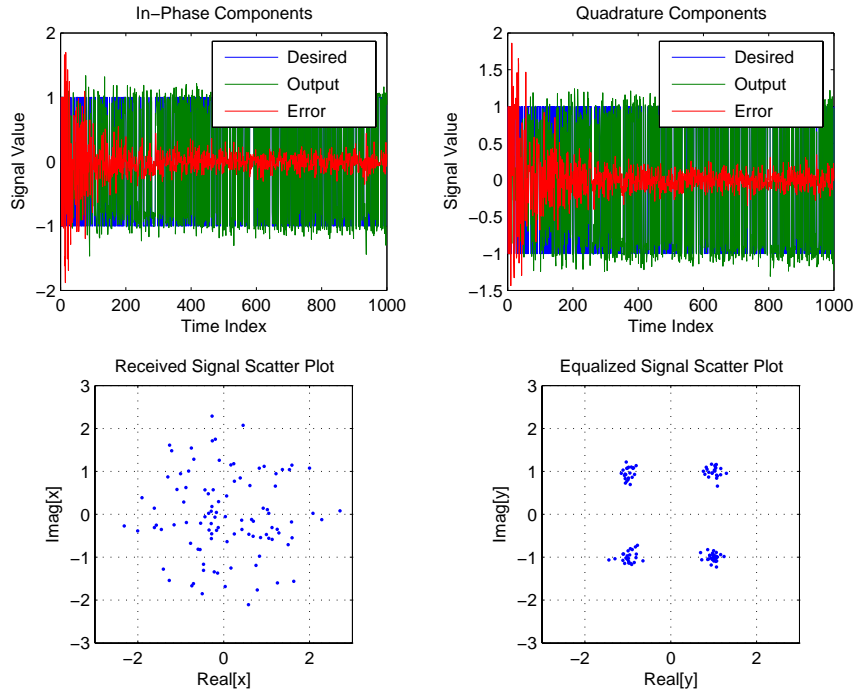 In−Phase Components
2
1
0
−1
−2
Signal Value
0
200
400
600
800
1000
Time Index
Desired
Output
Error
Quadrature Components
2
1.5
1
0.5
0
−0.5
−1
−1.5
Signal Value
0
200
400
600
800
1000
Time Index
Desired
Output
Error
Received Signal Scatter Plot
3
2
1
0
−1
−2
−3
Imag[x]
−2
0
2
Real[x]
Equalized Signal Scatter Plot
3
2
1
0
−1
−2
−3
Imag[y]
−2
0
2
Real[y]